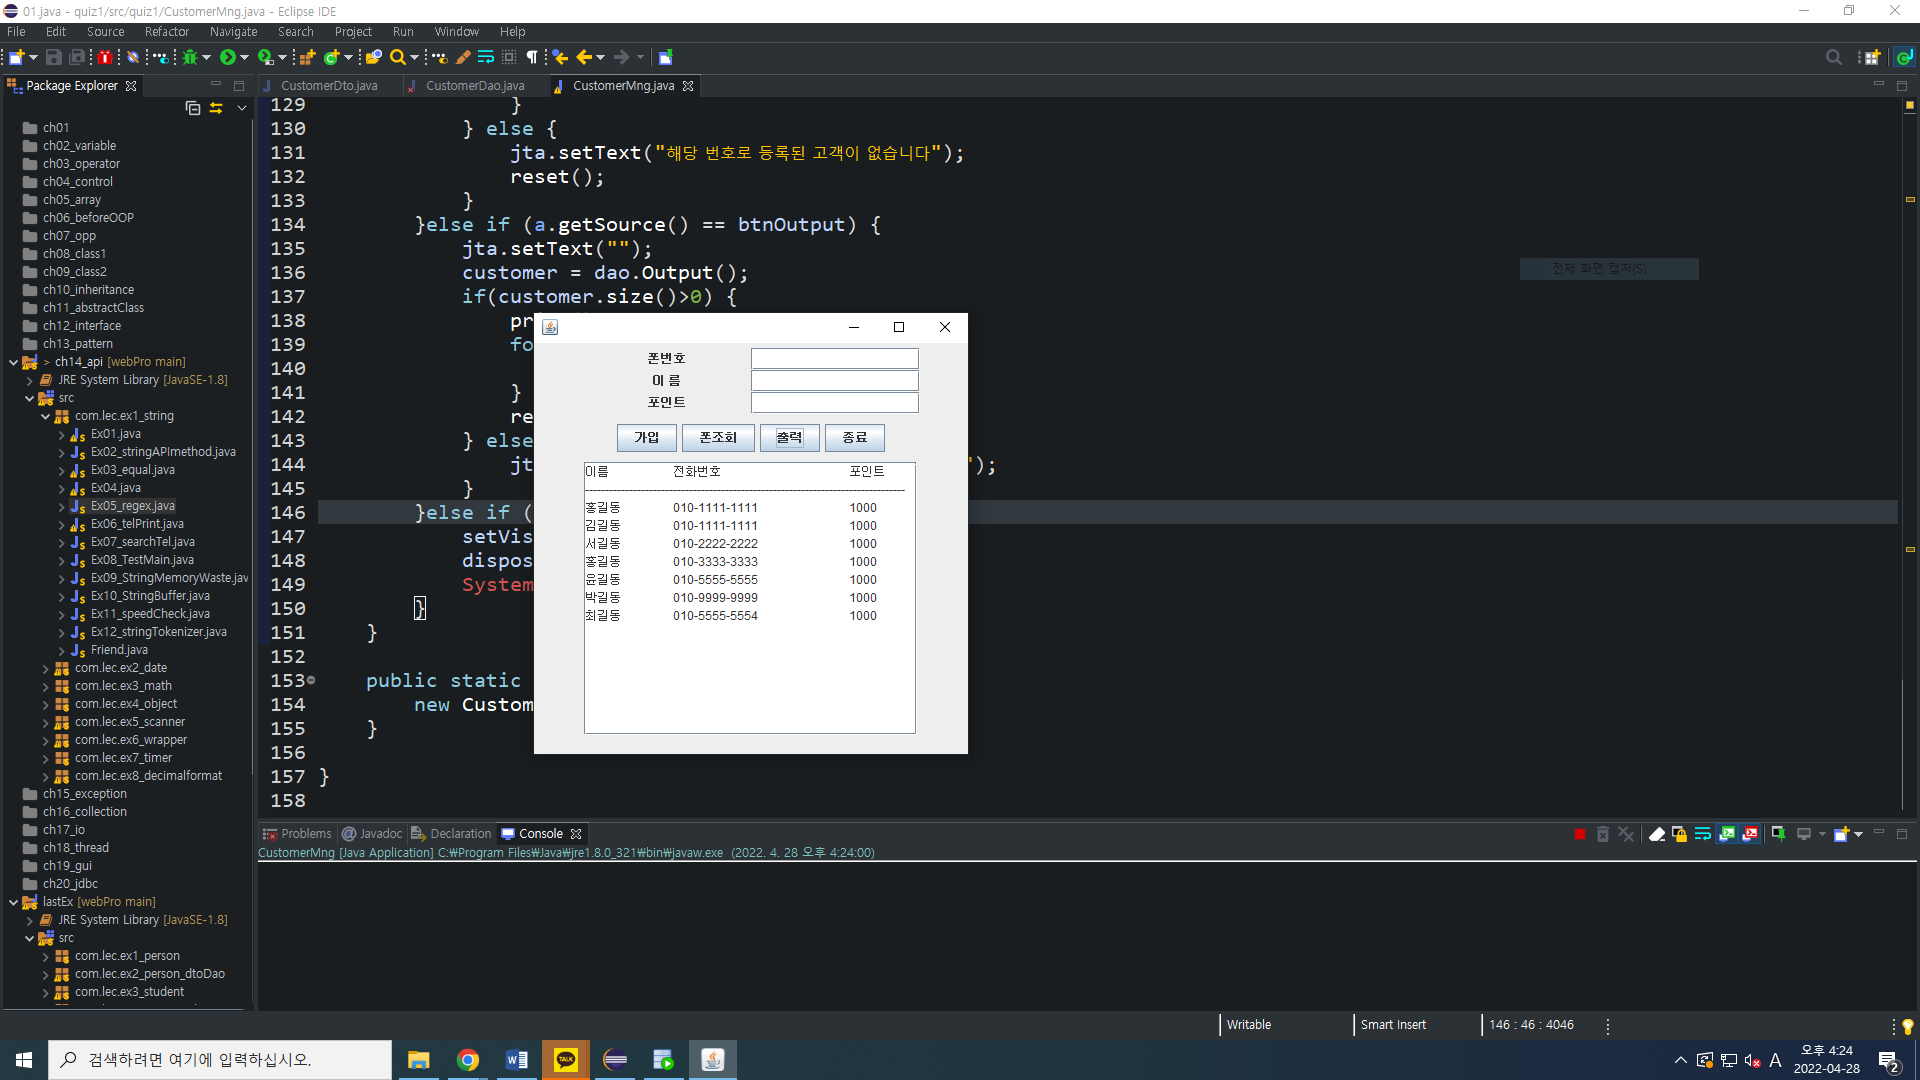 01.java - quiz1/src/quiz1/CustomerMng.java - Eclipse IDE
File Edit Source Refactor Navigate Search Project Run Window Help
Package Explorer
CustomerDto.java CustomerDao.java CustomerMng.java
ch01
ch02_variable
ch03_operator
ch04_control
ch05_array
ch06_beforeOOP
ch07_opp
ch08_class1
ch09_class2
ch10_inheritance
ch11_abstractClass
ch12_interface
ch13_pattern
> ch14_api [webPro main]
JRE System Library [JavaSE-1.8]
src
com.lec.ex1_string
Ex01.java
Ex02_stringAPImethod.java
Ex03_equal.java
Ex04.java
Ex05_regex.java
Ex06_telPrint.java
Ex07_searchTel.java
Ex08_TestMain.java
Ex09_StringMemoryWaste.jav
Ex10_StringBuffer.java
Ex11_speedCheck.java
Ex12_stringTokenizer.java
Friend.java
com.lec.ex2_date
com.lec.ex3_math
com.lec.ex4_object
com.lec.ex5_scanner
com.lec.ex6_wrapper
com.lec.ex7_timer
com.lec.ex8_decimalformat
ch15_exception
ch16_collection
ch17_io
ch18_thread
ch19_gui
ch20_jdbc
lastEx [webPro main]
JRE System Library [JavaSE-1.8]
src
com.lec.ex1_person
com.lec.ex2_person_dtoDao
com.lec.ex3_student
129 }
130 } else {
131 jta.setText("해당 번호로 등록된 고객이 없습니다");
132 reset();
133 }
134 }else if (a.getSource() == btnOutput) {
135 jta.setText("");
136 customer = dao.Output();
137 if(customer.size()>0) {
138 pr
139 fo
140
141 }
142 re
143 } else
144 jt ");
145 }
146 }else if (
147 setVis
148 dispos
149 System
150 }
151 }
152
153 public static
154 new Custom
155 }
156
157 }
158
전체 화면 캡처(S)
폰번호
이 름
포인트
가입 폰조회 출력 종료
이름 전화번호 포인트
--------------------------------------------------------------------------------
홍길동 010-1111-1111 1000
김길동 010-1111-1111 1000
서길동 010-2222-2222 1000
홍길동 010-3333-3333 1000
윤길동 010-5555-5555 1000
박길동 010-9999-9999 1000
최길동 010-5555-5554 1000
Problems Javadoc Declaration Console
CustomerMng [Java Application] C:₩Program Files₩Java₩jre1.8.0_321₩bin₩javaw.exe (2022. 4. 28 오후 4:24:00)
Writable Smart Insert 146 : 46 : 4046
검색하려면 여기에 입력하십시오.
TALK
A
오후 4:24
2022-04-28
2